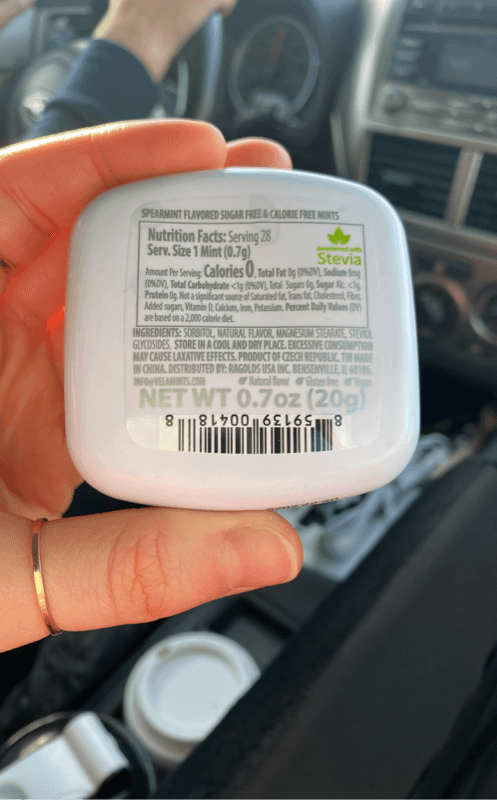 SPEARMINT FLAVORED SUGAR FREE & CALORIE FREE MINTS
Nutrition Facts: Serving 28
Serv. Size 1 Mint (0.7g)
Amount Per Serving: Calories 0, Total Fat 0g (0%DV), Sodium 0mg
(0%DV), Total Carbohydrate <1g (0%DV), Total Sugars 0g, Sugar Alc. <1g,
Protein 0g. Not a significant source of Saturated fat, Trans fat, Cholesterol, Fiber,
Added sugars, Vitamin D, Calcium, Iron, Potassium. Percent Daily Values (DV)
are based on a 2,000 calorie diet.
Sweetened with
Stevia
INGREDIENTS: SORBITOL, NATURAL FLAVOR, MAGNESIUM STEARATE, STEVIOL
GLYCOSIDES. STORE IN A COOL AND DRY PLACE. EXCESSIVE CONSUMPTION
MAY CAUSE LAXATIVE EFFECTS. PRODUCT OF CZECH REPUBLIC. TIN MADE
IN CHINA. DISTRIBUTED BY: RAGOLDS USA INC. BENSENVILLE, IL 60106.
INFO@VELAMINTS.COM Natural flavor Gluten free Vegan
NET WT 0.7oz (20g)
8 59139 00418 8